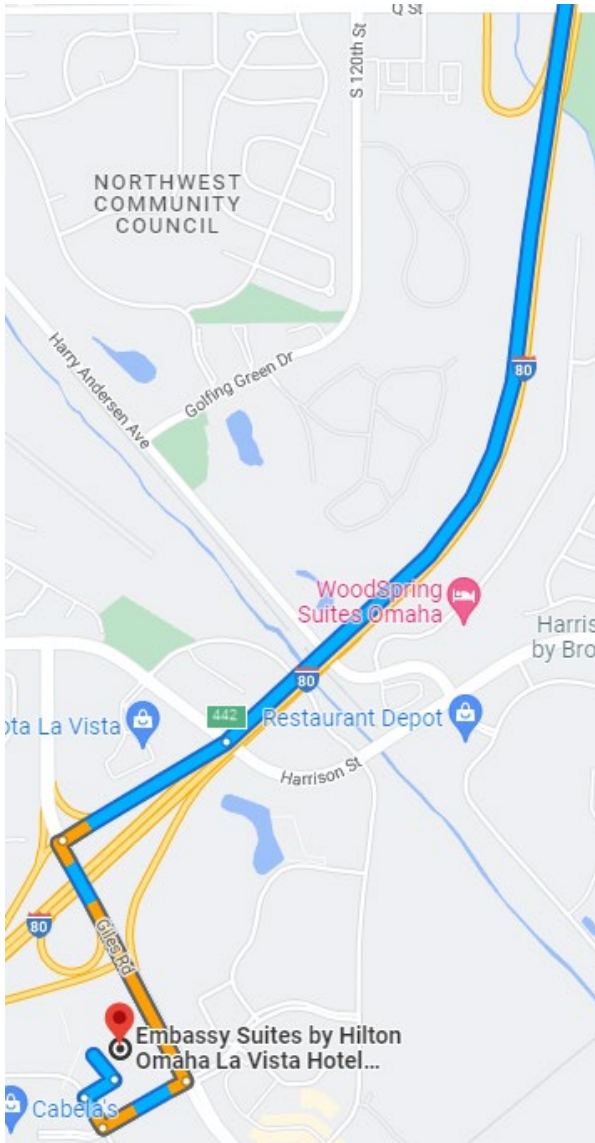 Q St
S 120th St
NORTHWEST
COMMUNITY
COUNCIL
80
Harry Andersen Ave
Golfing Green Dr
WoodSpring
Suites Omaha
Harris
by Bro
80
442
ota La Vista
Restaurant Depot
Harrison St
80
Giles Rd
Embassy Suites by Hilton
Omaha La Vista Hotel...
Cabela's